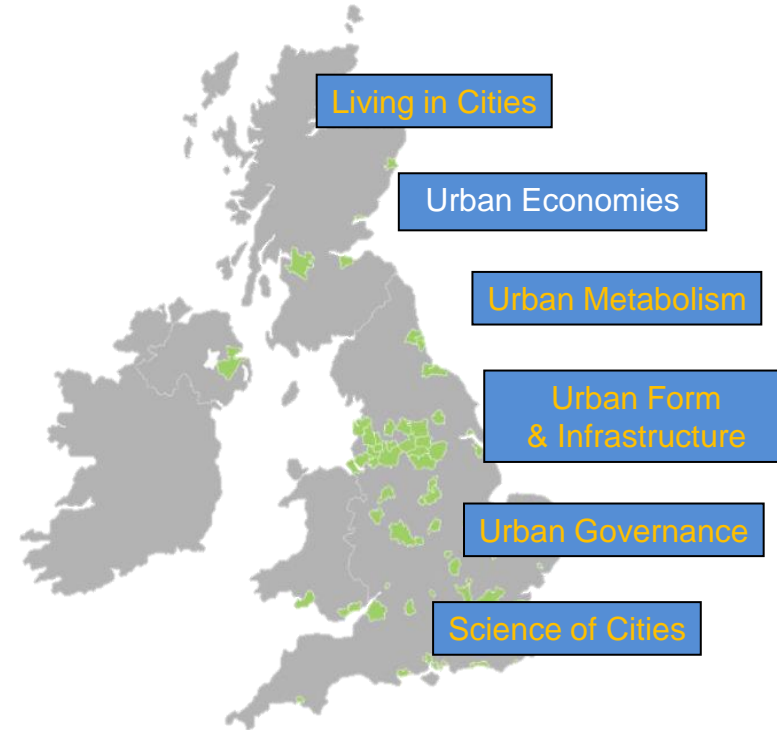 Living in Cities
Urban Economies
Urban Metabolism
Urban Form
& Infrastructure
Urban Governance
Science of Cities